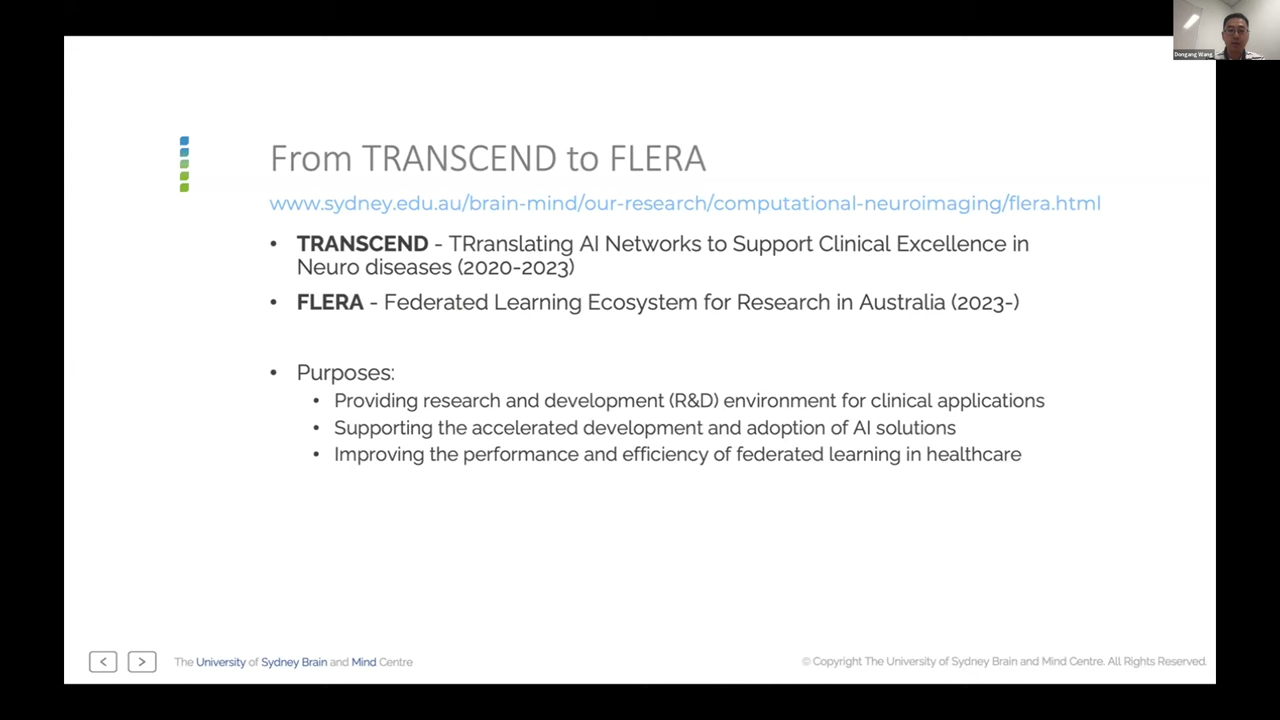 Dongang Wang
From TRANSCEND to FLERA
www.sydney.edu.au/brain-mind/our-research/computational-neuroimaging/flera.html
• TRANSCEND - TRranslating AI Networks to Support Clinical Excellence in
Neuro diseases (2020-2023)
• FLERA - Federated Learning Ecosystem for Research in Australia (2023-)
• Purposes:
• Providing research and development (R&D) environment for clinical applications
• Supporting the accelerated development and adoption of AI solutions
• Improving the performance and efficiency of federated learning in healthcare
< > The University of Sydney Brain and Mind Centre
© Copyright The University of Sydney Brain and Mind Centre. All Rights Reserved.